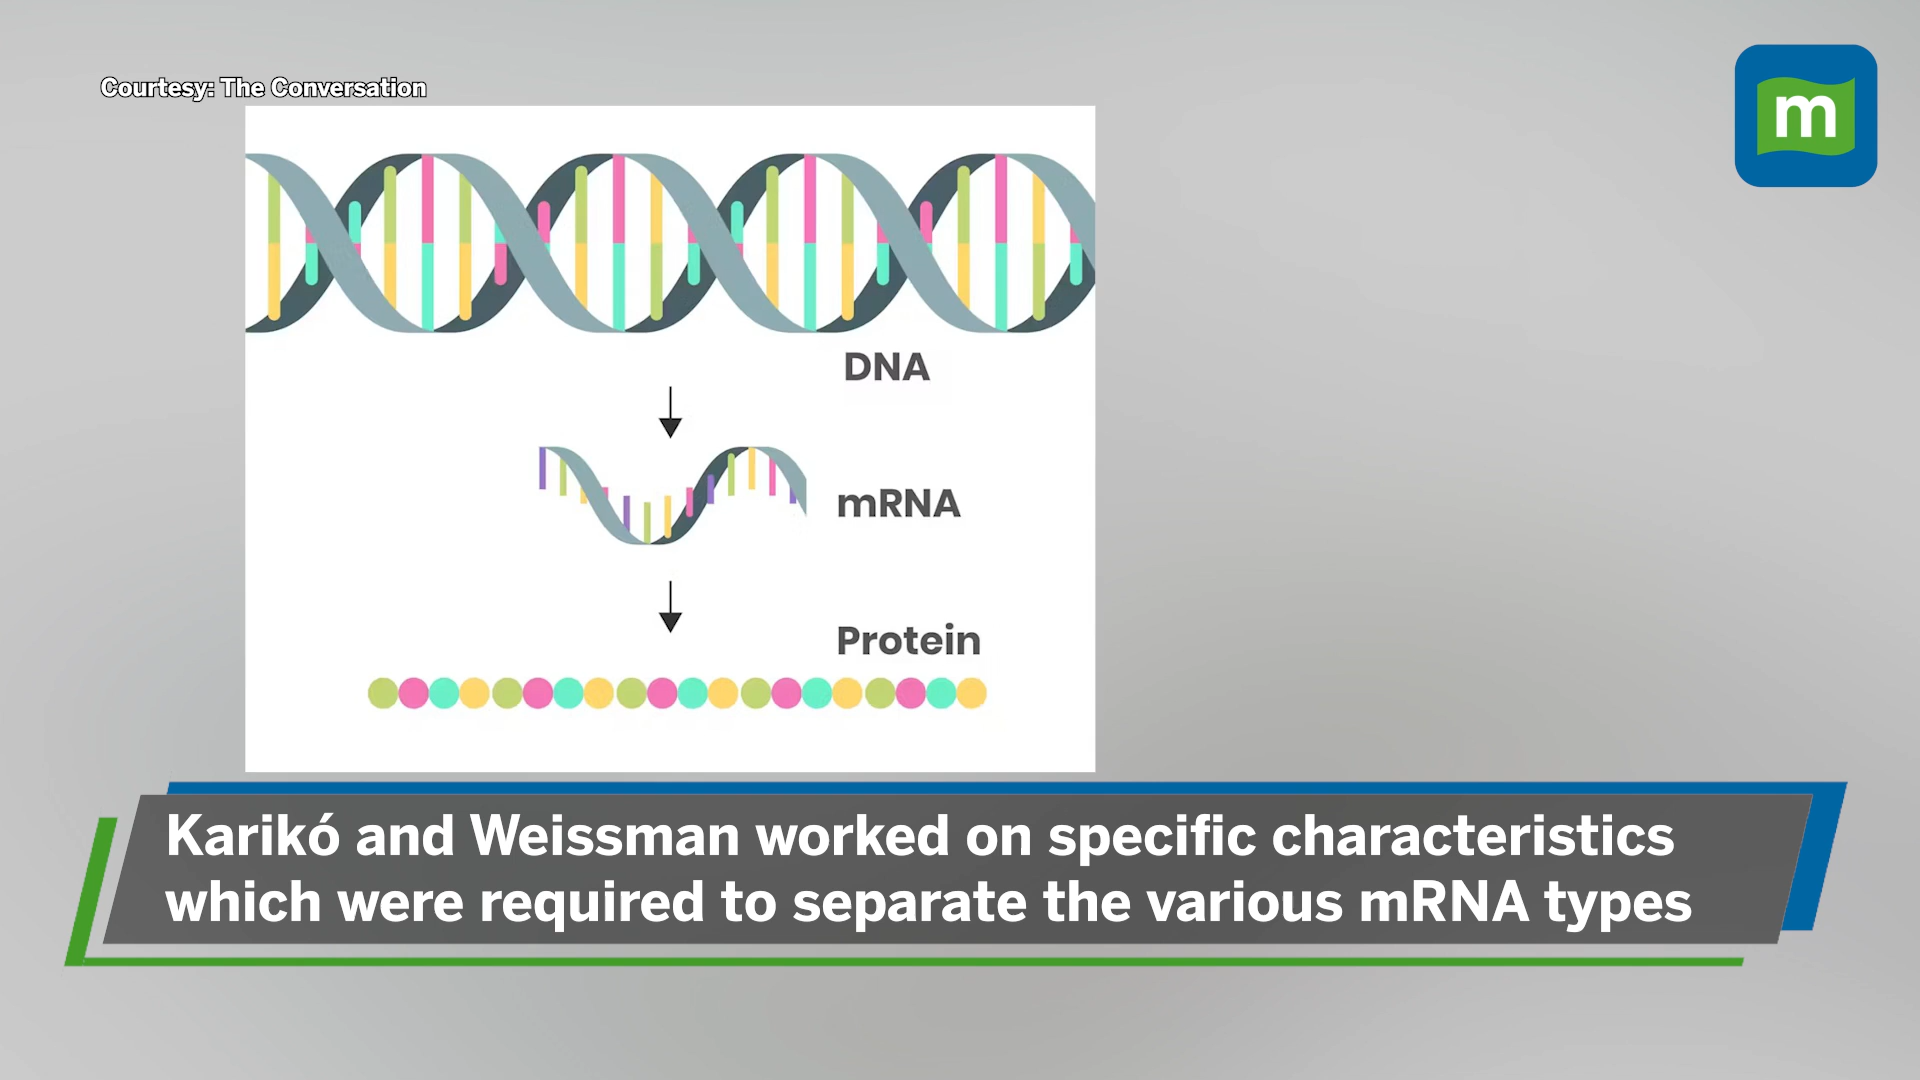 Courtesy: The Conversation
m
DNA
mRNA
Protein
Karikó and Weissman worked on specific characteristics
which were required to separate the various mRNA types